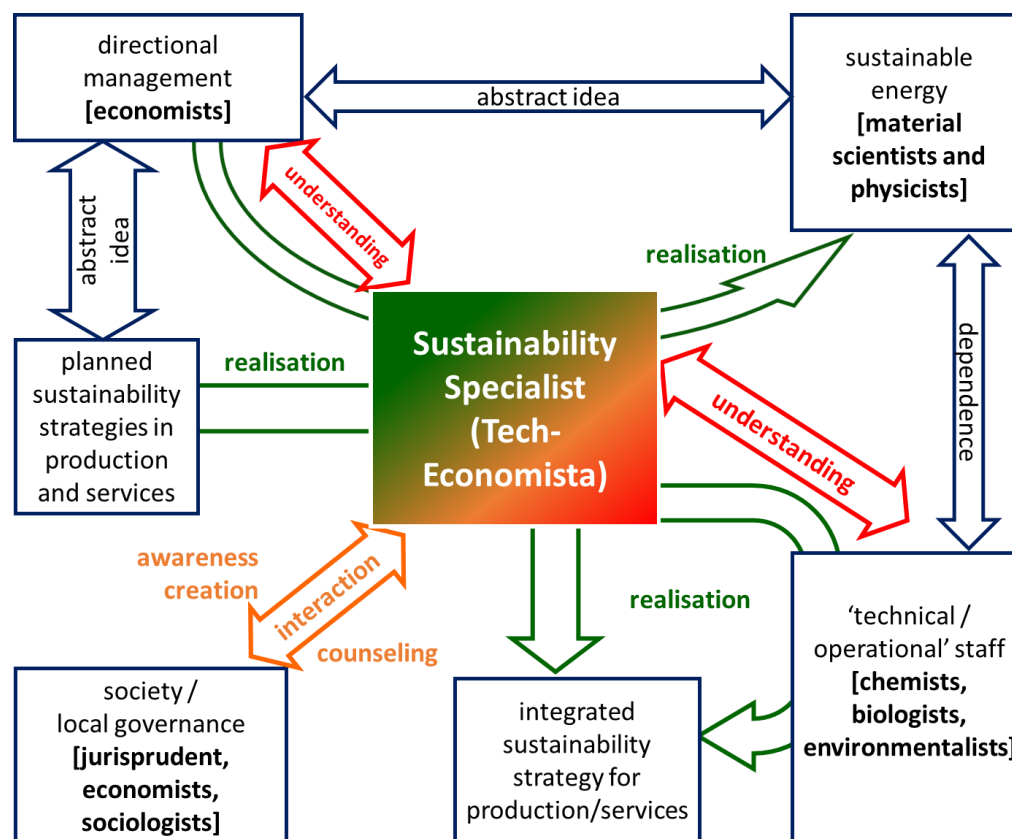 directional
management
[economists]
abstract idea
sustainable
energy
[material
scientists and
physicists]
understanding
abstract
idea
realisation
planned
sustainability
strategies in
production
and services
realisation
Sustainability
Specialist
(Tech-
Economista)
dependence
understanding
awareness
creation
interaction
counseling
realisation
society /
local governance
[jurisprudent,
economists,
sociologists]
integrated
sustainability
strategy for
production/services
‘technical /
operational’ staff
[chemists,
biologists,
environmentalists]